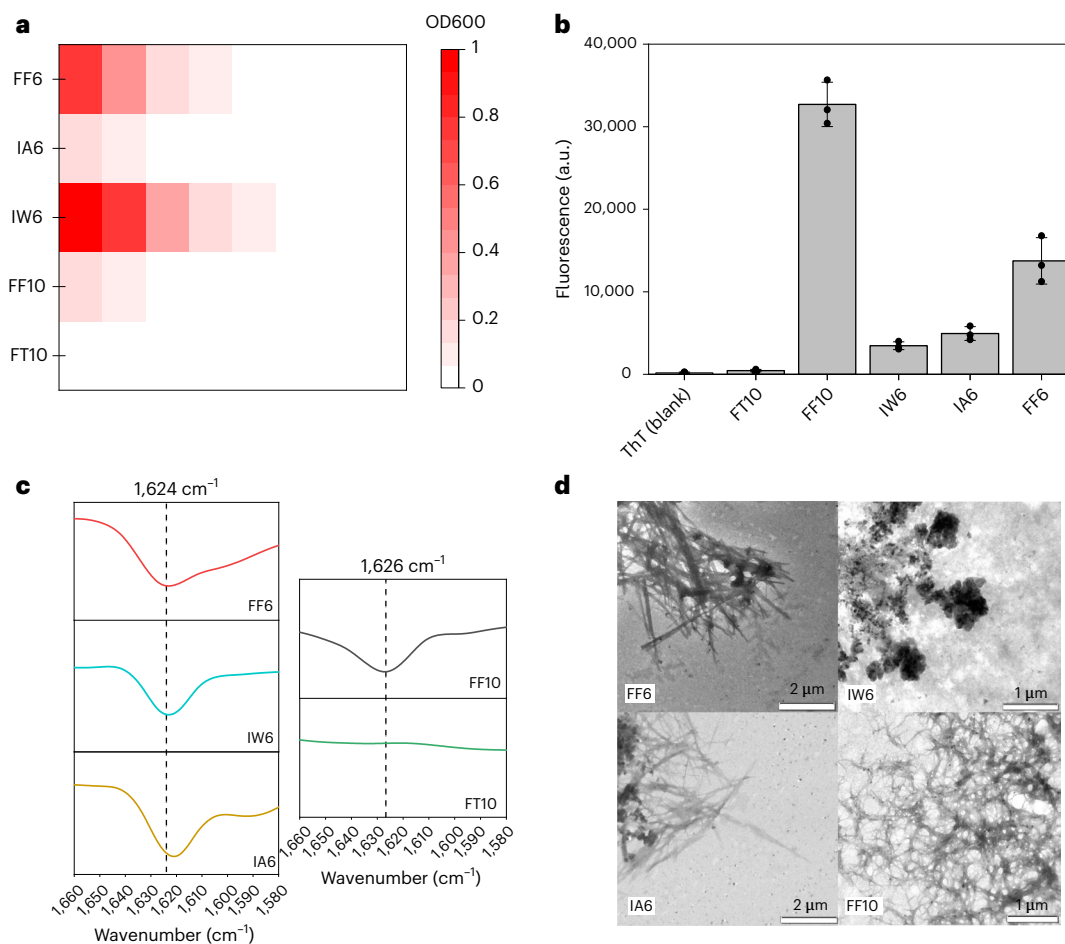 a
OD600
FF6
IA6
IW6
FF10
FT10
1
0.8
0.6
0.4
0.2
0
b
Fluorescence (a.u.)
40,000
30,000
20,000
10,000
0
ThT (blank)
FT10
FF10
IW6
IA6
FF6
c
1,624 cm⁻¹
FF6
IW6
IA6
1,660 1,650 1,640 1,630 1,620 1,610 1,600 1,590 1,580
Wavenumber (cm⁻¹)
1,626 cm⁻¹
FF10
FT10
1,660 1,650 1,640 1,630 1,620 1,610 1,600 1,590 1,580
Wavenumber (cm⁻¹)
d
FF6
2 µm
IW6
1 µm
IA6
2 µm
FF10
1 µm